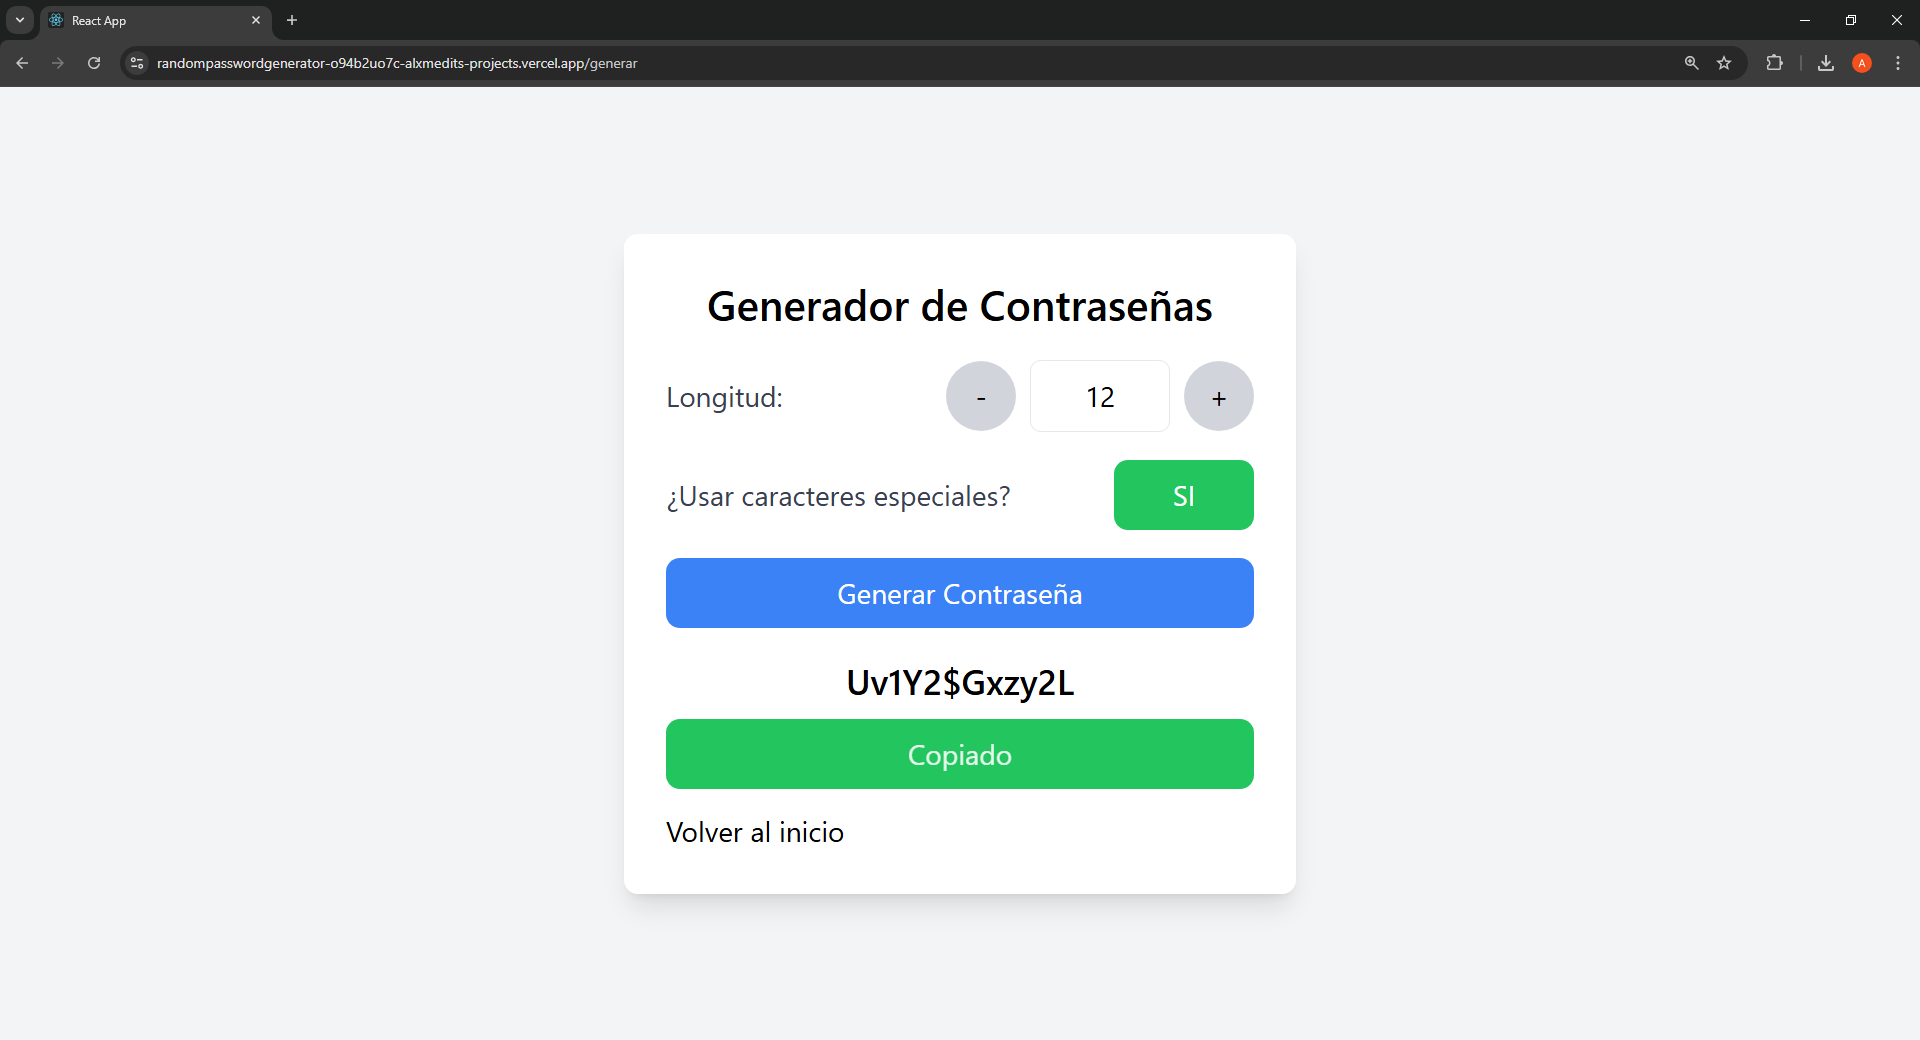 React App
randompasswordgenerator-o94b2uo7c-alxmedits-projects.vercel.app/generar
A
Generador de Contraseñas
Longitud:
-
12
+
¿Usar caracteres especiales?
SI
Generar Contraseña
Uv1Y2$Gxzy2L
Copiado
Volver al inicio